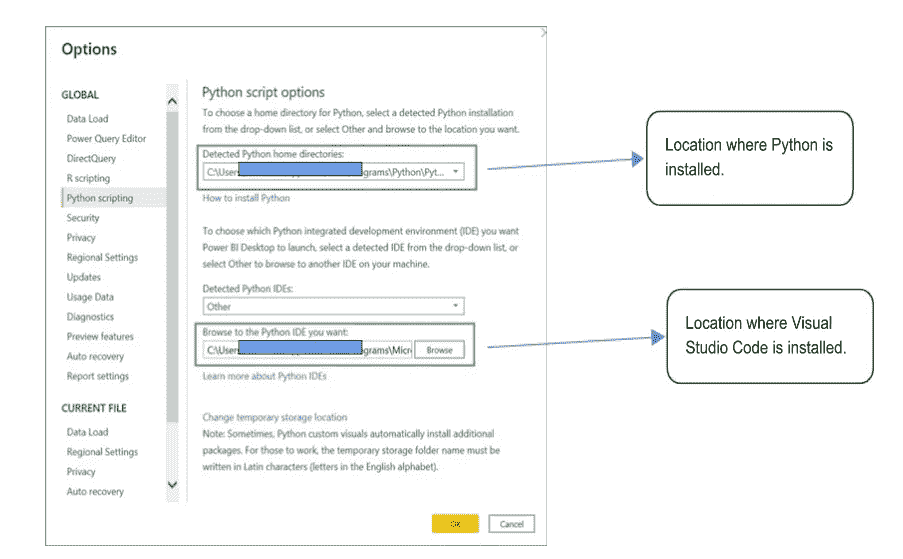 Options
GLOBAL
Data Load
Power Query Editor
DirectQuery
R scripting
Python scripting
Security
Privacy
Regional Settings
Updates
Usage Data
Diagnostics
Preview features
Auto recovery
Report settings
CURRENT FILE
Data Load
Regional Settings
Privacy
Auto recovery
Python script options
To choose a home directory for Python, select a detected Python installation
from the drop-down list, or select Other and browse to the location you want.
Detected Python home directories:
C:\Users grams\Python\Pyt...
How to install Python
To choose which Python integrated development environment (IDE) you want
Power BI Desktop to launch, select a detected IDE from the drop-down list, or
select Other to browse to another IDE on your machine.
Detected Python IDEs:
Other
Browse to the Python IDE you want:
C:\Users grams\Micr
Browse
Learn more about Python IDEs
Change temporary storage location
Note: Sometimes, Python custom visuals automatically install additional
packages. For those to work, the temporary storage folder name must be
written in Latin characters (letters in the English alphabet).
OK
Cancel
Location where Python is
installed.
Location where Visual
Studio Code is installed.